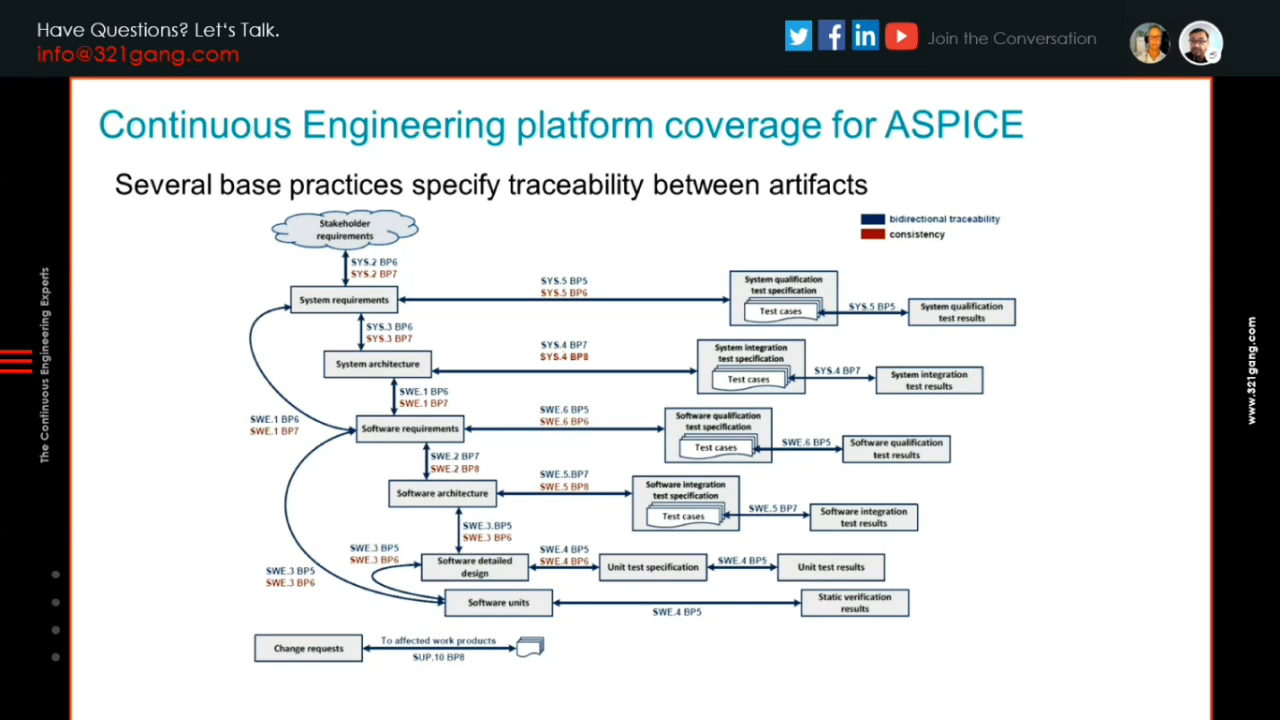 Have Questions? Let's Talk.
info@321gang.com
Join the Conversation
Continuous Engineering platform coverage for ASPICE
Several base practices specify traceability between artifacts
Stakeholder
requirements
bidirectional traceability
consistency
SYS.2 BP6
SYS.2 BP7
System requirements
SYS.5 BP5
SYS.5 BP6
System qualification
test specification
Test cases
SYS.5 BP5
System qualification
test results
SYS.3 BP6
SYS.3 BP7
System architecture
SYS.4 BP7
SYS.4 BP8
System integration
test specification
Test cases
SYS.4 BP7
System integration
test results
SWE.1 BP6
SWE.1 BP7
SWE.1 BP6
SWE.1 BP7
Software requirements
SWE.6 BP5
SWE.6 BP6
Software qualification
test specification
Test cases
SWE.6 BP5
Software qualification
test results
SWE.2 BP7
SWE.2 BP8
Software architecture
SWE.5.BP7
SWE.5 BP8
Software integration
test specification
Test cases
SWE.5 BP7
Software integration
test results
SWE.3.BP5
SWE.3 BP6
SWE.3 BP5
SWE.3 BP6
Software detailed
design
SWE.4 BP5
SWE.4 BP6
Unit test specification
SWE.4 BP5
Unit test results
SWE.3 BP5
SWE.3 BP6
Software units
SWE.4 BP5
Static verification
results
Change requests
To affected work products
SUP.10 BP8
The Continuous Engineering Experts
www.321gang.com